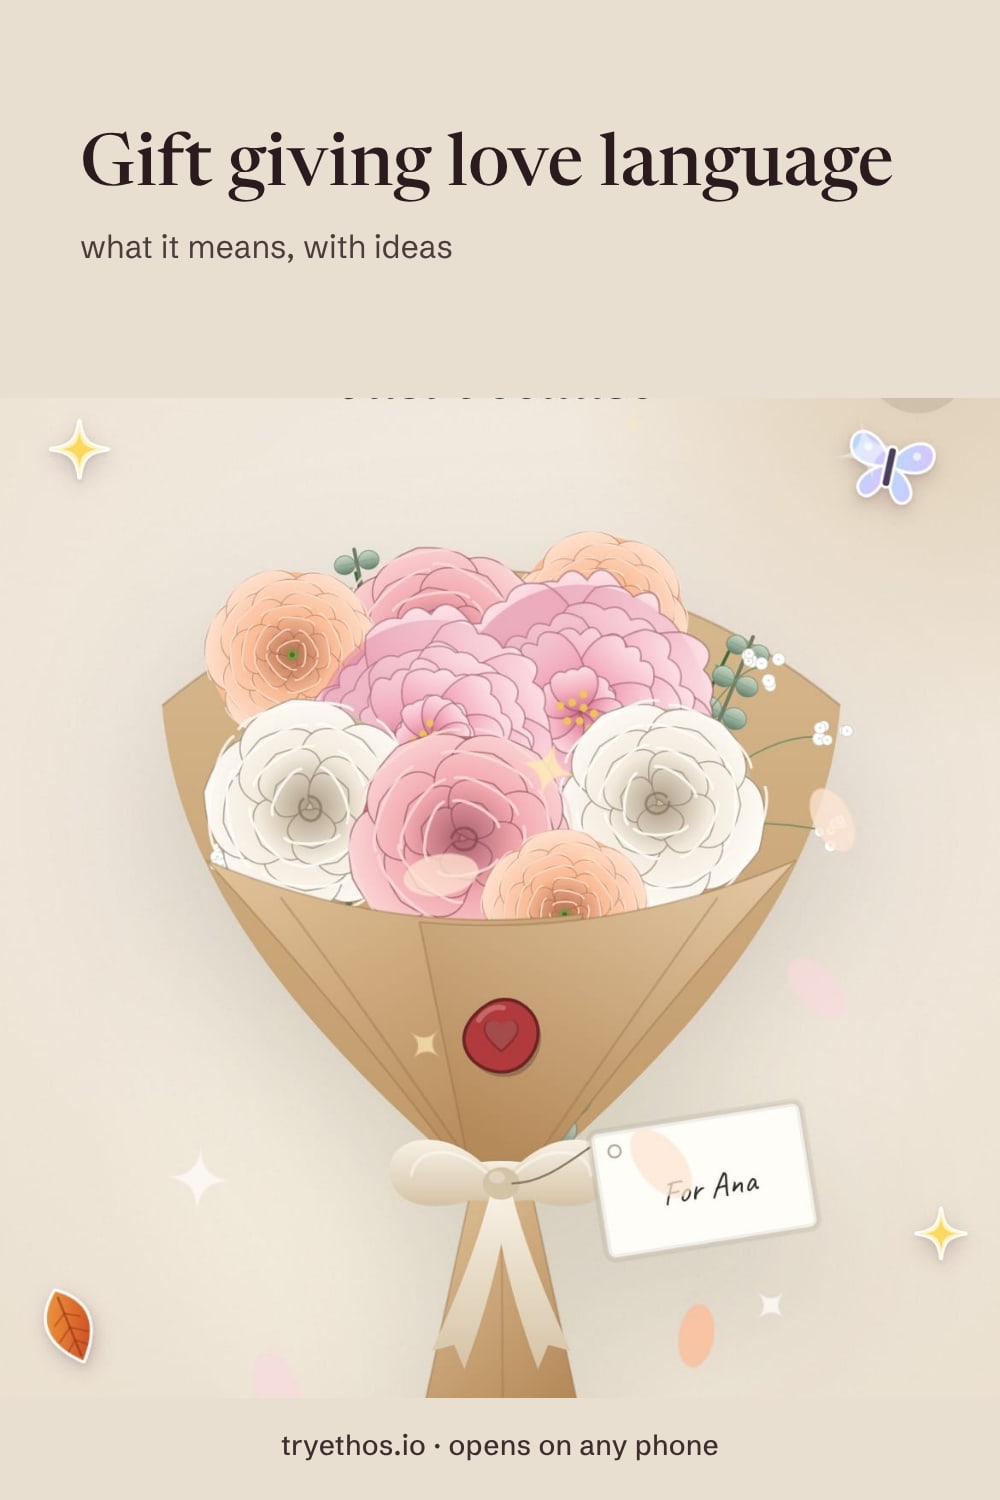 Gift giving love language
what it means, with ideas
For Ana
tryethos.io · opens on any phone